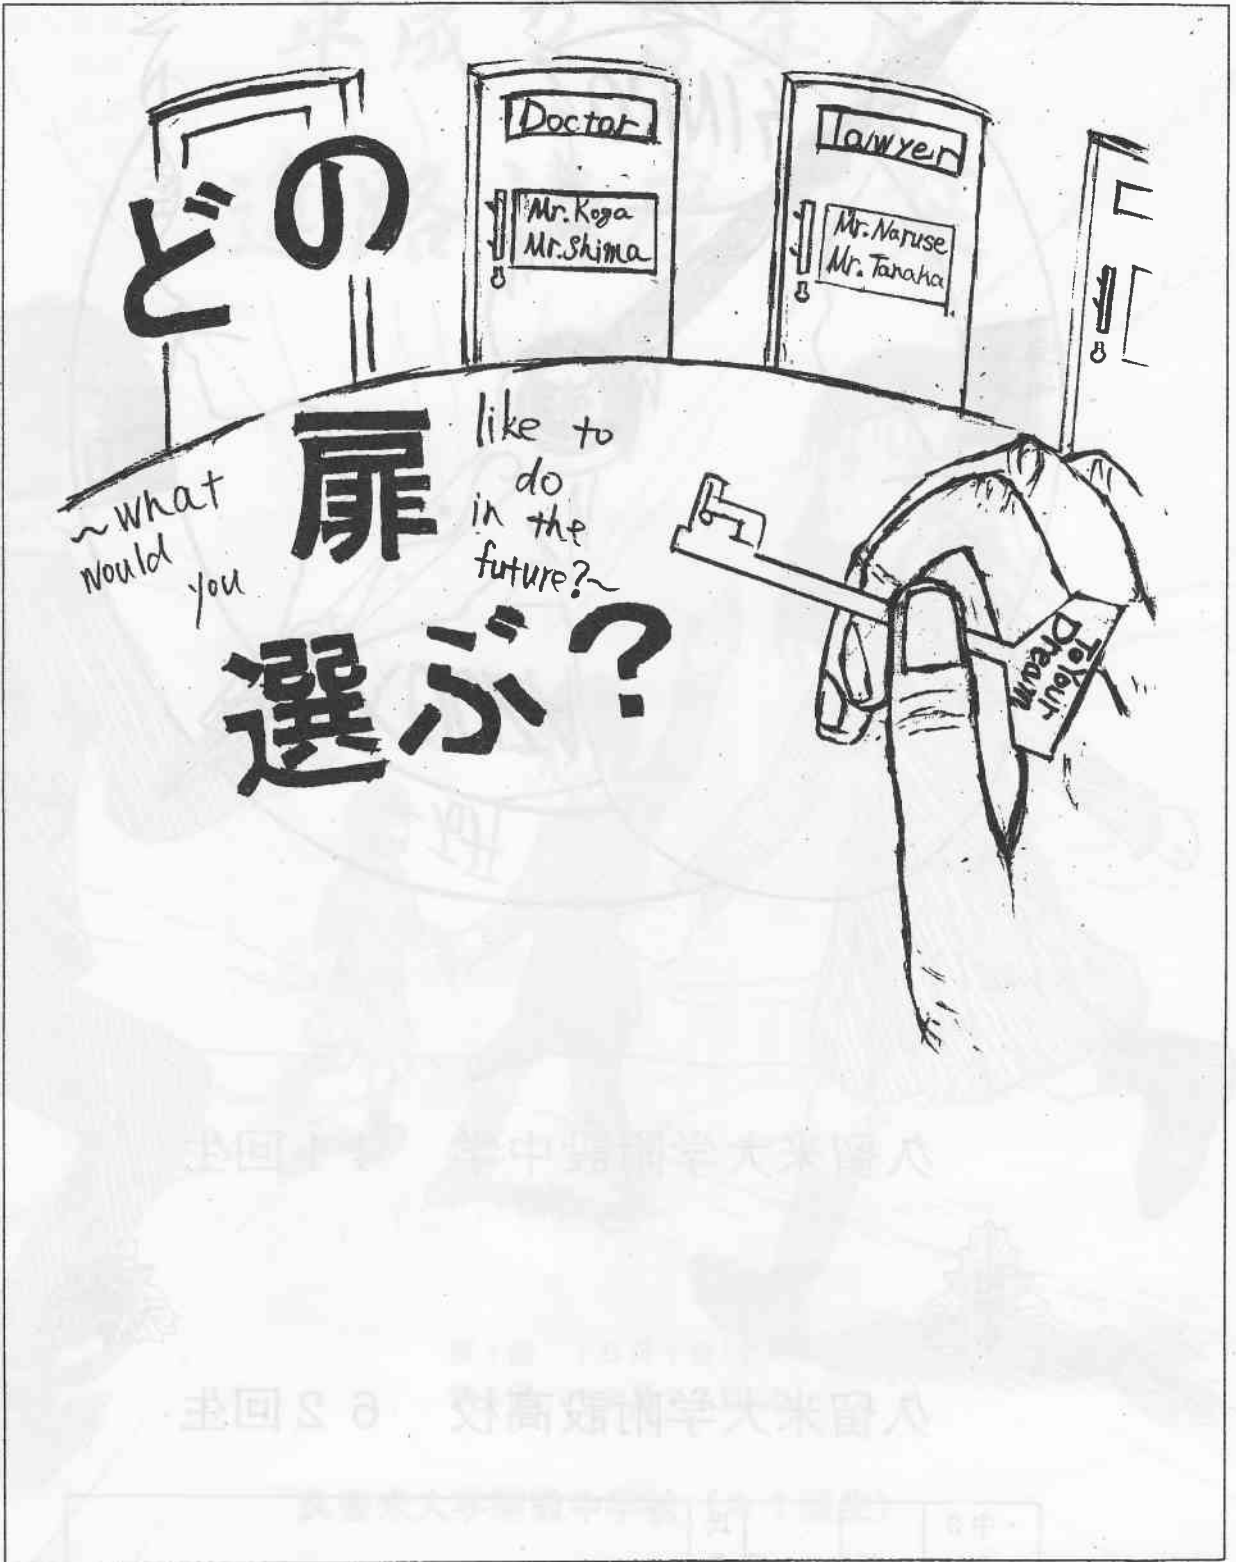 どの
扉
選ぶ？
Doctor
Mr. Koga
Mr. Shima
lawyer
Mr. Naruse
Mr. Tanaka
~what
would
you
like to
do
in the
future?~
To Your
Dream
久留米大学附設中学 41回生
久留米大学附設高校 62回生